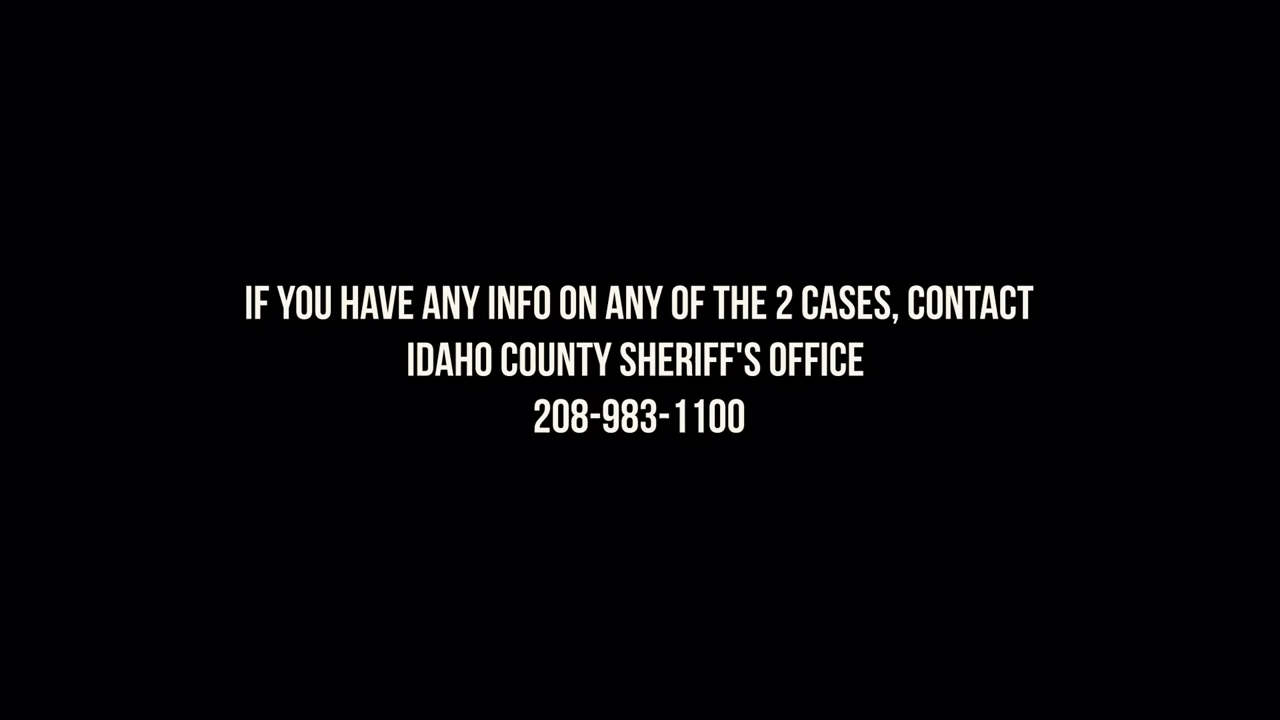 IF YOU HAVE ANY INFO ON ANY OF THE 2 CASES, CONTACT
IDAHO COUNTY SHERIFF'S OFFICE
208-983-1100